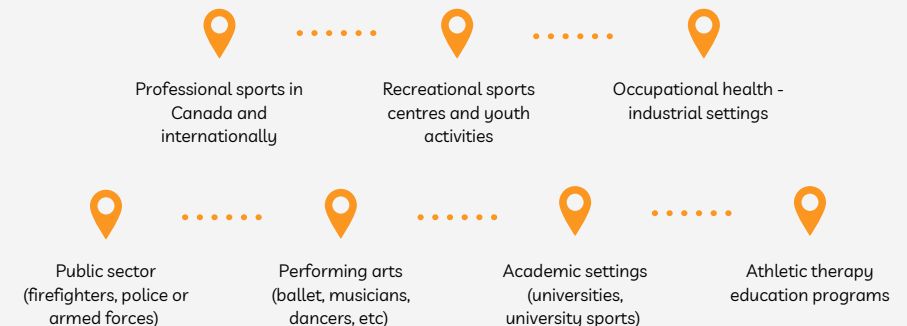 Professional sports in
Canada and
internationally
Recreational sports
centres and youth
activities
Occupational health -
industrial settings
Public sector
(firefighters, police or
armed forces)
Performing arts
(ballet, musicians,
dancers, etc)
Academic settings
(universities,
university sports)
Athletic therapy
education programs